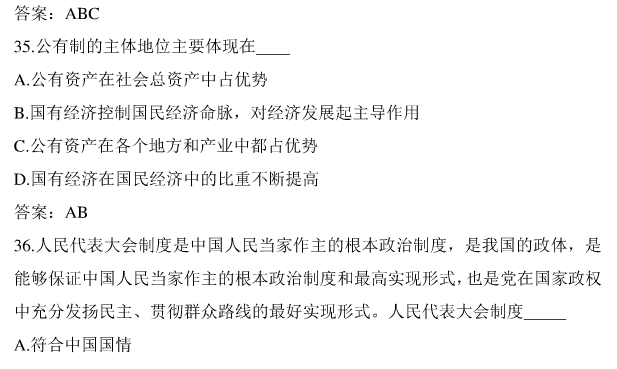 答案：ABC
35.公有制的主体地位主要体现在____
A.公有资产在社会总资产中占优势
B.国有经济控制国民经济命脉，对经济发展起主导作用
C.公有资产在各个地方和产业中都占优势
D.国有经济在国民经济中的比重不断提高
答案：AB
36.人民代表大会制度是中国人民当家作主的根本政治制度，是我国的政体，是
能够保证中国人民当家作主的根本政治制度和最高实现形式，也是党在国家政权
中充分发扬民主、贯彻群众路线的最好实现形式。人民代表大会制度_____
A.符合中国国情